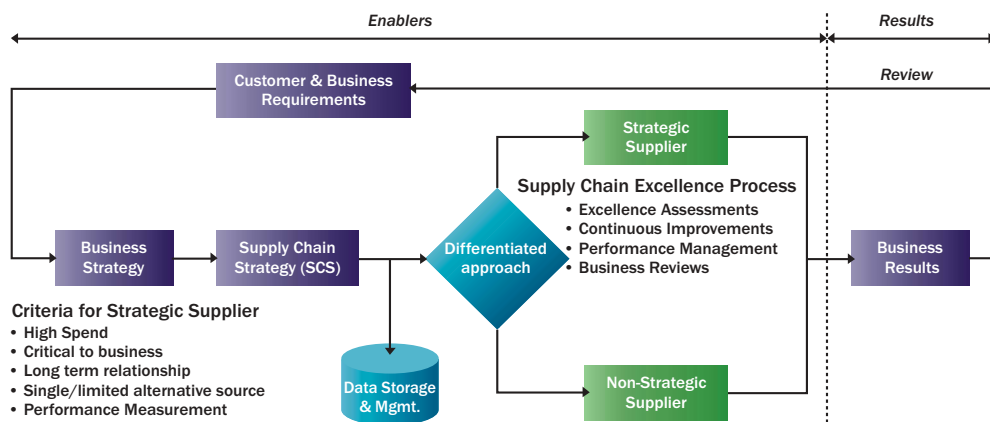 Enablers
Results
Review
Customer & Business
Requirements
Strategic
Supplier
Supply Chain Excellence Process
• Excellence Assessments
• Continuous Improvements
• Performance Management
• Business Reviews
Business
Strategy
Supply Chain
Strategy (SCS)
Differentiated
approach
Business
Results
Criteria for Strategic Supplier
• High Spend
• Critical to business
• Long term relationship
• Single/limited alternative source
• Performance Measurement
Data Storage
& Mgmt.
Non-Strategic
Supplier